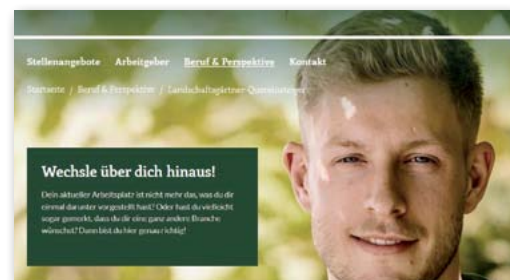 Stellenangebote Arbeitgeber Beruf & Perspektive Kontakt
Startseite / Beruf & Perspektive / Landschaftsgärtner-Quereinsteiger
Wechsle über dich hinaus!
Dein aktueller Arbeitsplatz ist nicht mehr das, was du dir
einmal darunter vorgestellt hast? Oder hast du vielleicht
sogar gemerkt, dass du dir eine ganz andere Branche
wünschst? Dann bist du hier genau richtig!